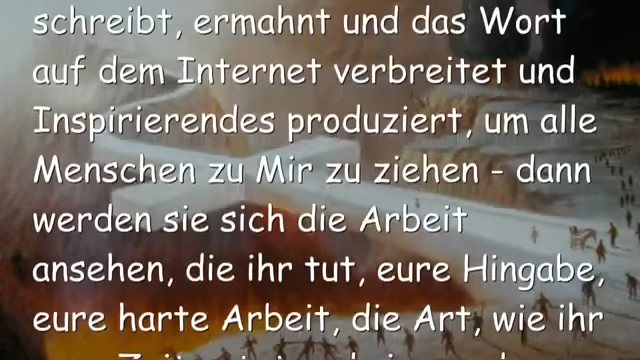 schreibt, ermahnt und das Wort
auf dem Internet verbreitet und
Inspirierendes produziert, um alle
Menschen zu Mir zu ziehen - dann
werden sie sich die Arbeit
ansehen, die ihr tut, eure Hingabe,
eure harte Arbeit, die Art, wie ihr